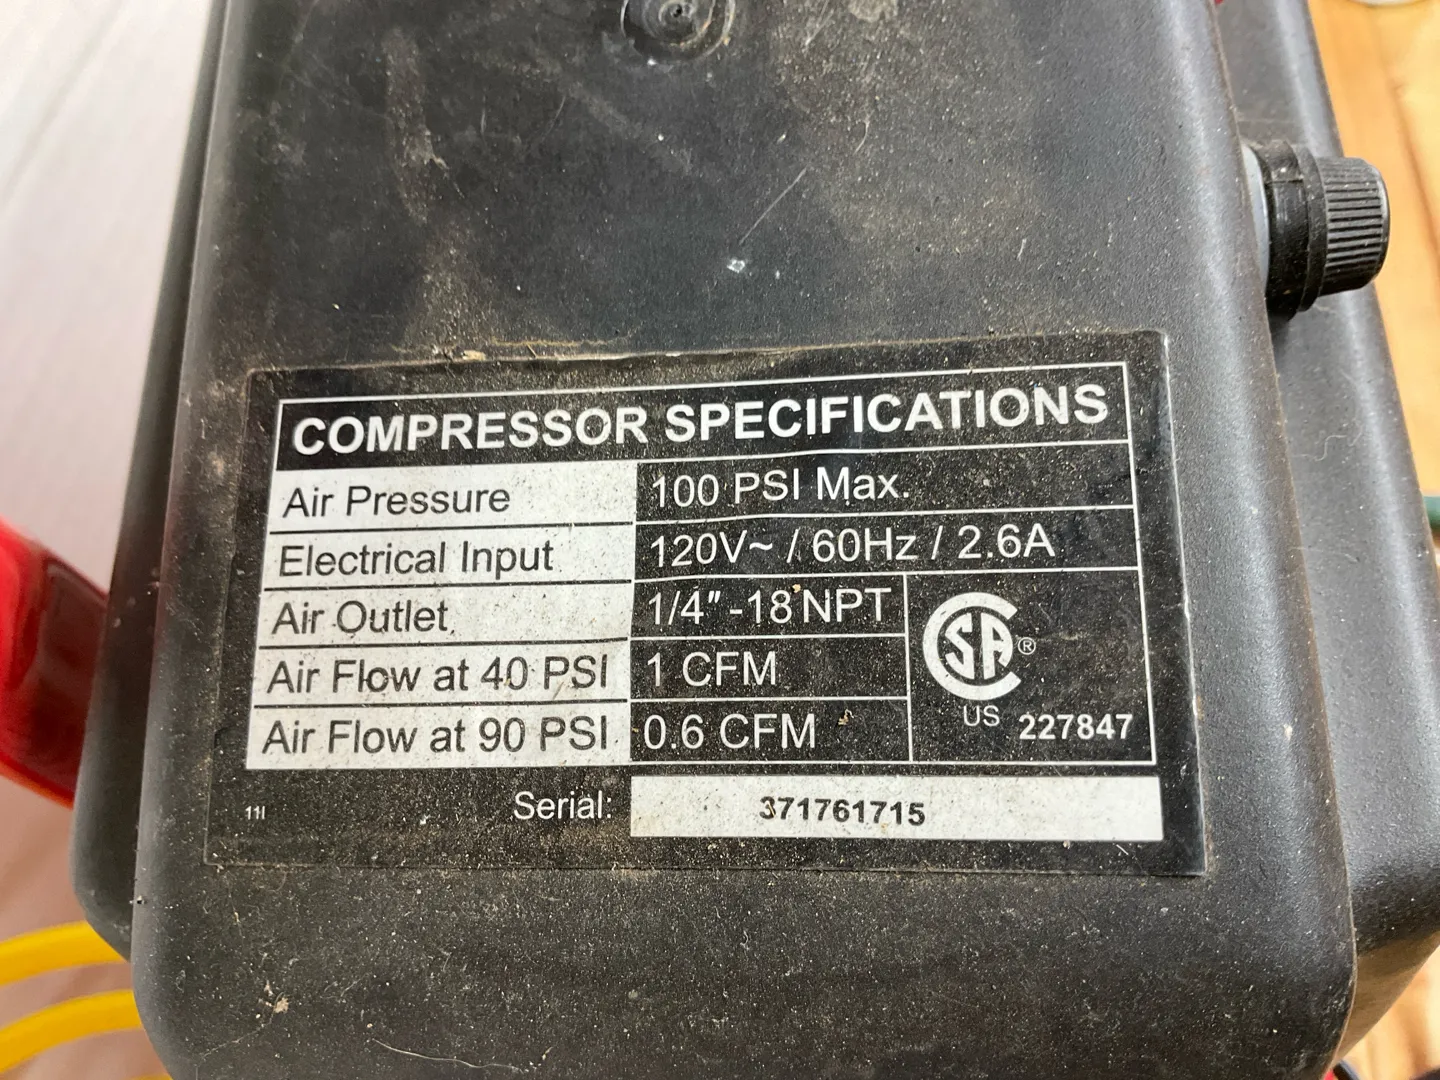 COMPRESSOR SPECIFICATIONS
Air Pressure 100 PSI Max.
Electrical Input 120V~ / 60Hz / 2.6A
Air Outlet 1/4" -18 NPT
Air Flow at 40 PSI 1 CFM
Air Flow at 90 PSI 0.6 CFM
SA ®
US 227847
11I Serial: 371761715